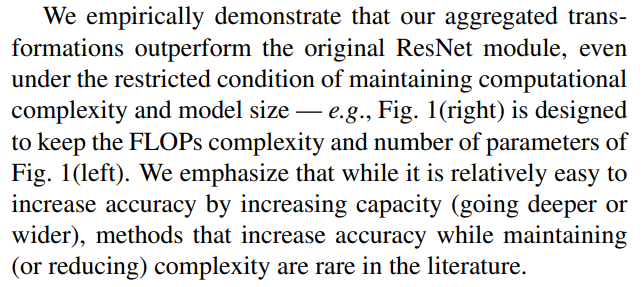 We empirically demonstrate that our aggregated trans-
formations outperform the original ResNet module, even
under the restricted condition of maintaining computational
complexity and model size — e.g., Fig. 1(right) is designed
to keep the FLOPs complexity and number of parameters of
Fig. 1(left). We emphasize that while it is relatively easy to
increase accuracy by increasing capacity (going deeper or
wider), methods that increase accuracy while maintaining
(or reducing) complexity are rare in the literature.